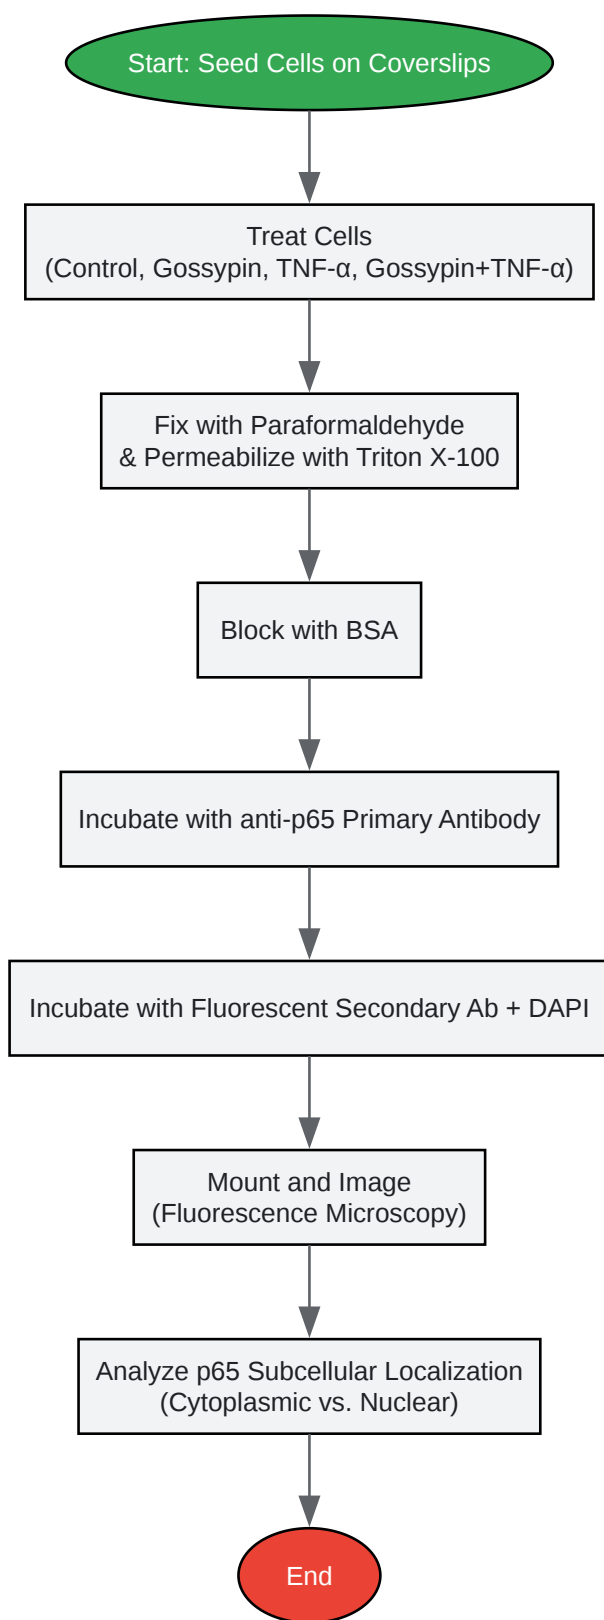 Start: Seed Cells on Coverslips
Treat Cells
(Control, Gossypin, TNF-α, Gossypin+TNF-α)
Fix with Paraformaldehyde
& Permeabilize with Triton X-100
Block with BSA
Incubate with anti-p65 Primary Antibody
Incubate with Fluorescent Secondary Ab + DAPI
Mount and Image
(Fluorescence Microscopy)
Analyze p65 Subcellular Localization
(Cytoplasmic vs. Nuclear)
End